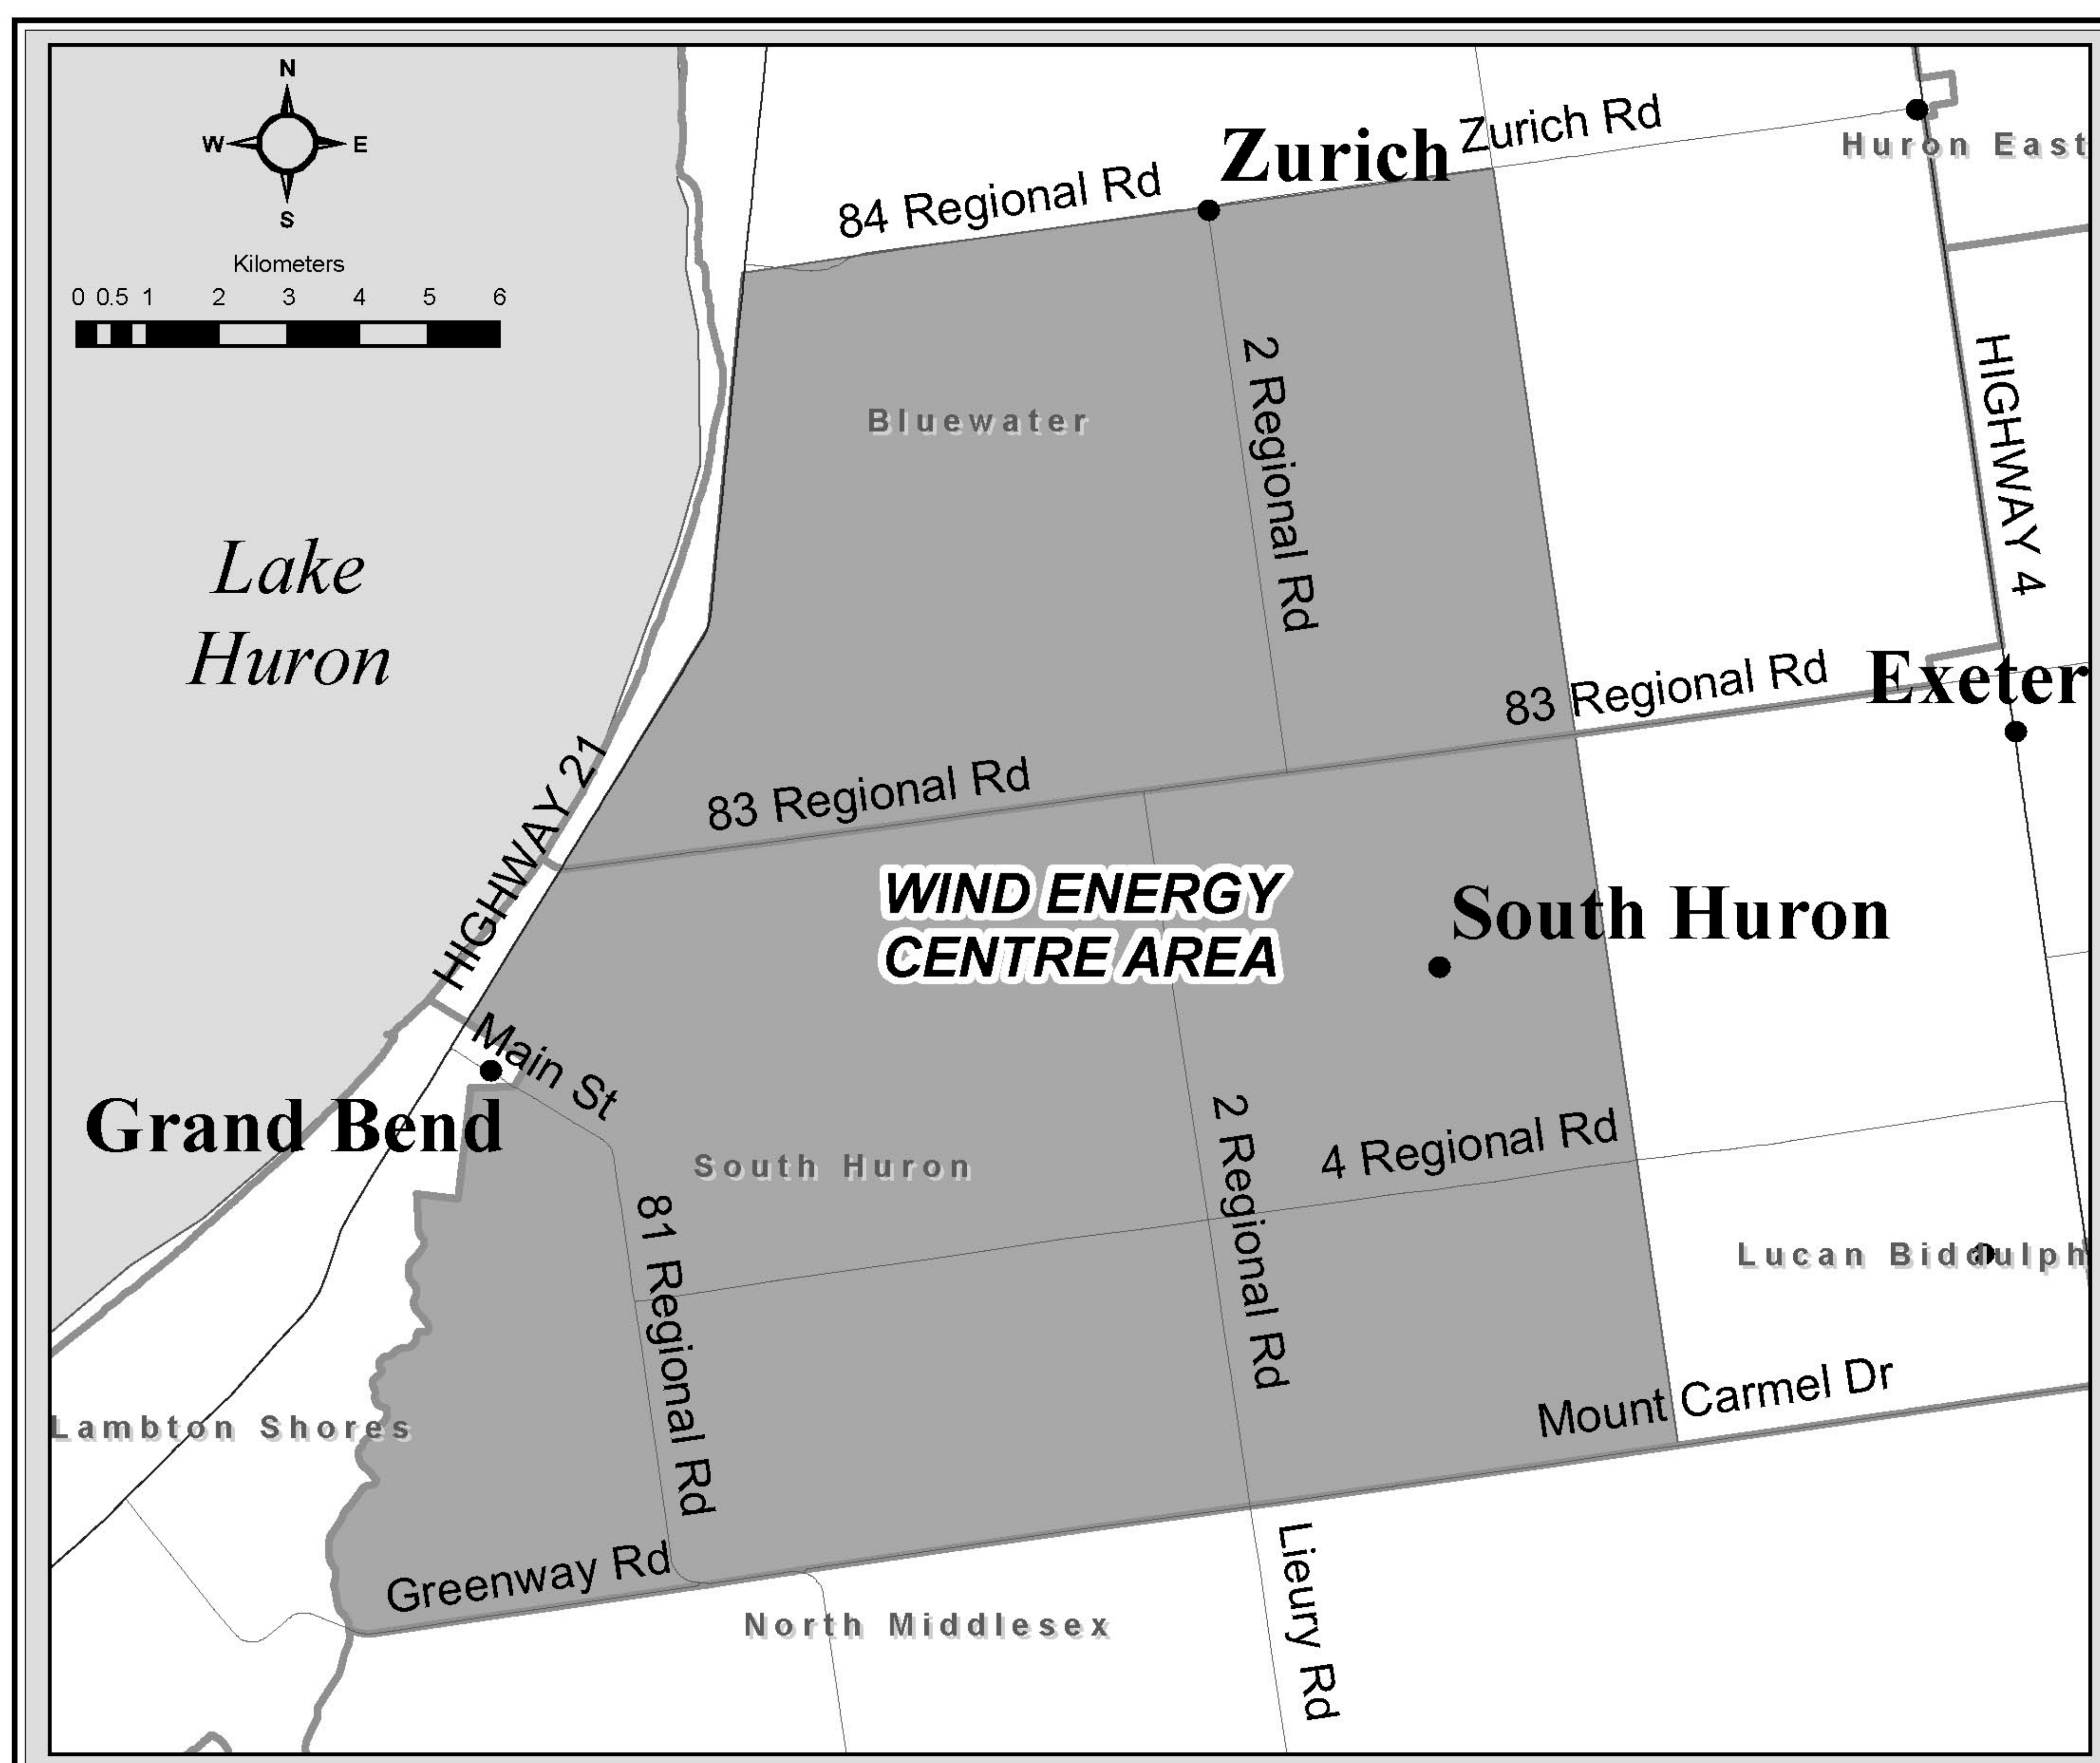 N
W E
S
Kilometers
0 0.5 1 2 3 4 5 6
Zurich Rd
Zurich
Huron East
84 Regional Rd
2 Regional Rd
HIGHWAY 4
Bluewater
Lake
Huron
83 Regional Rd
Exeter
HIGHWAY 21
83 Regional Rd
WIND ENERGY
CENTRE AREA
South Huron
Main St
Grand Bend
South Huron
2 Regional Rd
4 Regional Rd
81 Regional Rd
Lucan Biddulph
Mount Carmel Dr
Lambton Shores
Greenway Rd
North Middlesex
Lieury Rd